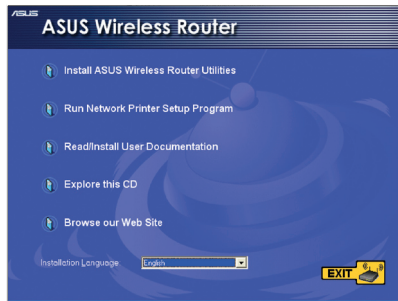 ASUS
ASUS Wireless Router
Install ASUS Wireless Router Utilities
Run Network Printer Setup Program
Read/Install User Documentation
Explore this CD
Browse our Web Site
Installation Language
English
EXIT